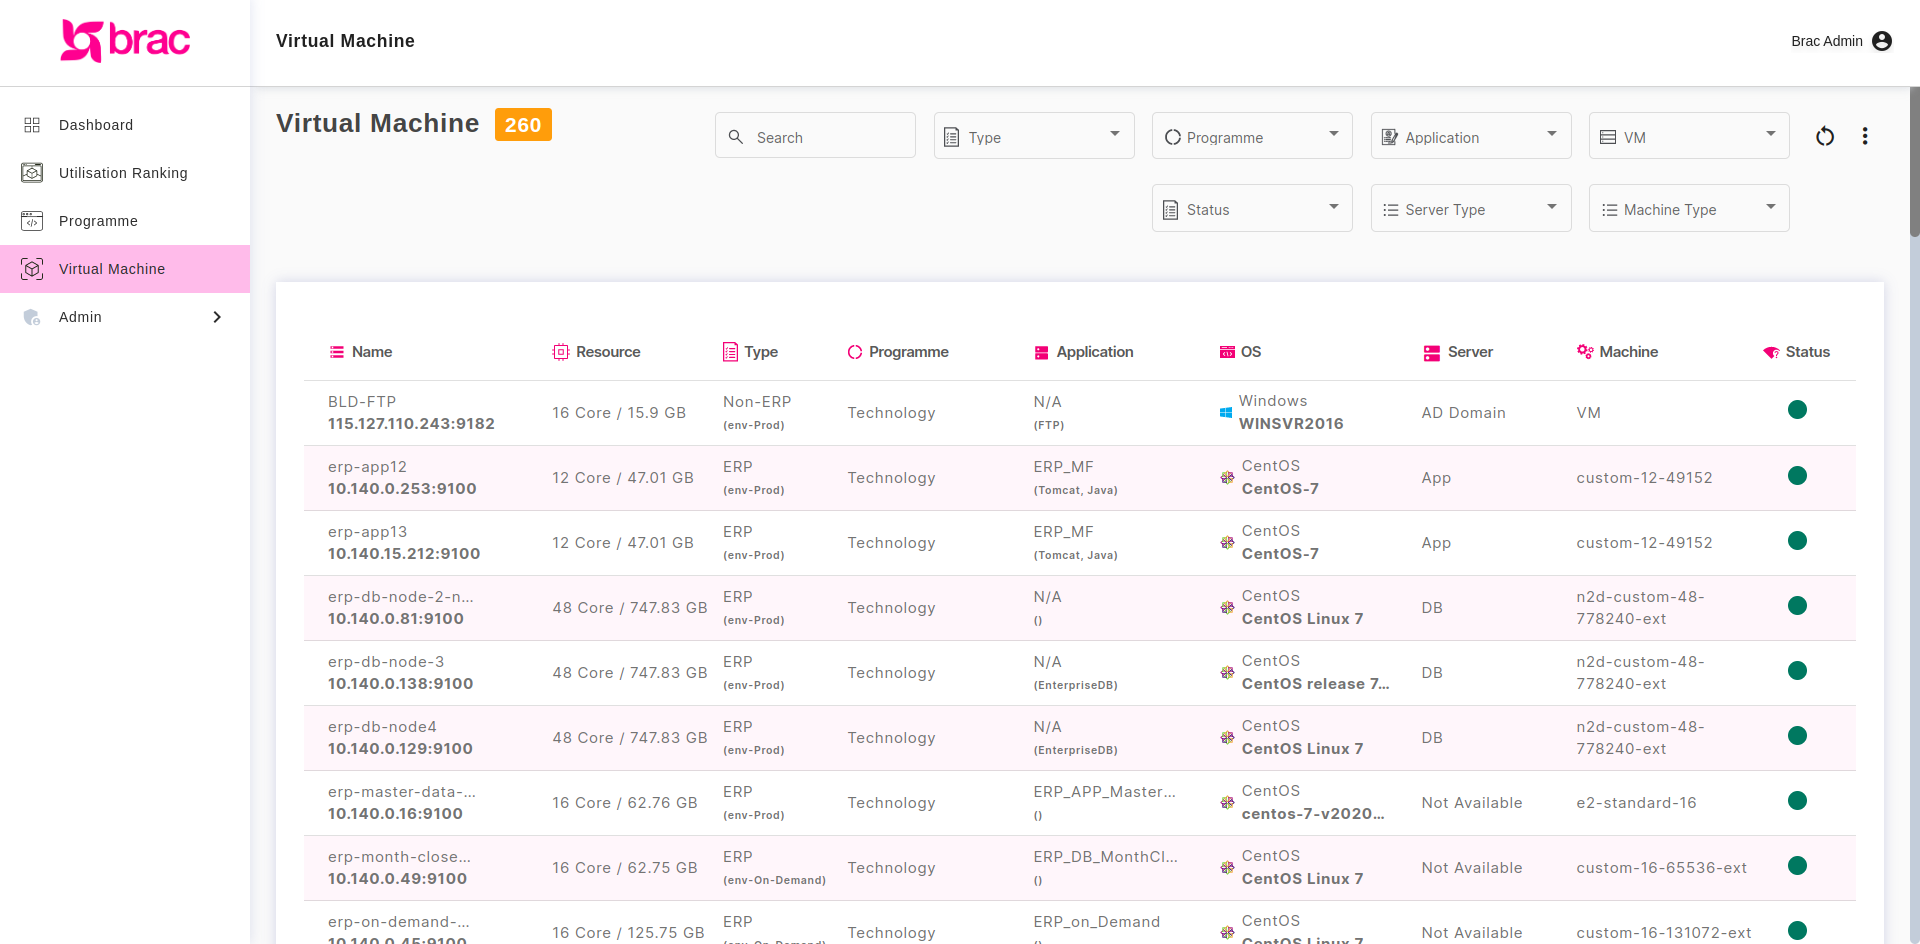 brac
Virtual Machine
Brac Admin
Dashboard
Utilisation Ranking
Programme
Virtual Machine
Admin
Virtual Machine 260
Search
Type
Programme
Application
VM
Status
Server Type
Machine Type
Name Resource Type Programme Application OS Server Machine Status
BLD-FTP
115.127.110.243:9182
16 Core / 15.9 GB
Non-ERP
(env-Prod)
Technology
N/A
(FTP)
Windows
WINSVR2016
AD Domain
VM
erp-app12
10.140.0.253:9100
12 Core / 47.01 GB
ERP
(env-Prod)
Technology
ERP_MF
(Tomcat, Java)
CentOS
CentOS-7
App
custom-12-49152
erp-app13
10.140.15.212:9100
12 Core / 47.01 GB
ERP
(env-Prod)
Technology
ERP_MF
(Tomcat, Java)
CentOS
CentOS-7
App
custom-12-49152
erp-db-node-2-n...
10.140.0.81:9100
48 Core / 747.83 GB
ERP
(env-Prod)
Technology
N/A
()
CentOS
CentOS Linux 7
DB
n2d-custom-48-
778240-ext
erp-db-node-3
10.140.0.138:9100
48 Core / 747.83 GB
ERP
(env-Prod)
Technology
N/A
(EnterpriseDB)
CentOS
CentOS release 7...
DB
n2d-custom-48-
778240-ext
erp-db-node4
10.140.0.129:9100
48 Core / 747.83 GB
ERP
(env-Prod)
Technology
N/A
(EnterpriseDB)
CentOS
CentOS Linux 7
DB
n2d-custom-48-
778240-ext
erp-master-data-...
10.140.0.16:9100
16 Core / 62.76 GB
ERP
(env-Prod)
Technology
ERP_APP_Master...
()
CentOS
centos-7-v2020...
Not Available
e2-standard-16
erp-month-close...
10.140.0.49:9100
16 Core / 62.75 GB
ERP
(env-On-Demand)
Technology
ERP_DB_MonthCl...
()
CentOS
CentOS Linux 7
Not Available
custom-16-65536-ext
erp-on-demand-...
10.140.0.45:9100
16 Core / 125.75 GB
ERP
(env-On-Demand)
Technology
ERP_on_Demand
()
CentOS
CentOS Linux 7
Not Available
custom-16-131072-ext